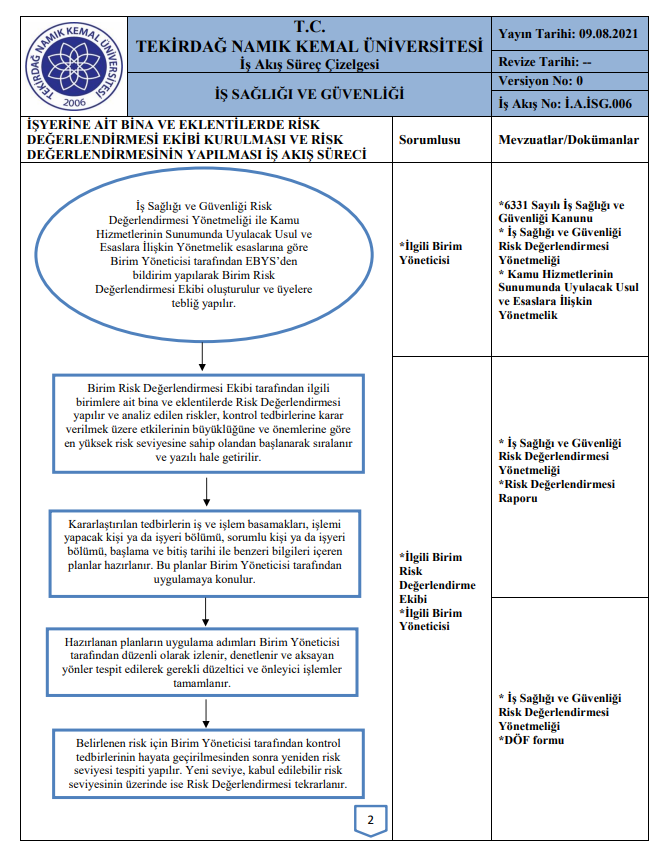 TEKİRDAĞ NAMIK KEMAL ÜNİVERSİTESİ
2006
T.C.
TEKİRDAĞ NAMIK KEMAL ÜNİVERSİTESİ
İş Akış Süreç Çizelgesi
İŞ SAĞLIĞI VE GÜVENLİĞİ
Yayın Tarihi: 09.08.2021
Revize Tarihi: --
Versiyon No: 0
İş Akış No: İ.A.İSG.006
İŞYERİNE AİT BİNA VE EKLENTİLERDE RİSK
DEĞERLENDİRMESİ EKİBİ KURULMASI VE RİSK
DEĞERLENDİRMESİNİN YAPILMASI İŞ AKIŞ SÜRECİ
Sorumlusu
Mevzuatlar/Dokümanlar
İş Sağlığı ve Güvenliği Risk
Değerlendirmesi Yönetmeliği ile Kamu
Hizmetlerinin Sunumunda Uyulacak Usul ve
Esaslara İlişkin Yönetmelik esaslarına göre
Birim Yöneticisi tarafından EBYS’den
bildirim yapılarak Birim Risk
Değerlendirmesi Ekibi oluşturulur ve üyelere
tebliğ yapılır.
*İlgili Birim
Yöneticisi
*6331 Sayılı İş Sağlığı ve
Güvenliği Kanunu
* İş Sağlığı ve Güvenliği
Risk Değerlendirmesi
Yönetmeliği
* Kamu Hizmetlerinin
Sunumunda Uyulacak Usul
ve Esaslara İlişkin
Yönetmelik
Birim Risk Değerlendirmesi Ekibi tarafından ilgili
birimlere ait bina ve eklentilerde Risk Değerlendirmesi
yapılır ve analiz edilen riskler, kontrol tedbirlerine karar
verilmek üzere etkilerinin büyüklüğüne ve önemlerine göre
en yüksek risk seviyesine sahip olandan başlanarak sıralanır
ve yazılı hale getirilir.
* İş Sağlığı ve Güvenliği
Risk Değerlendirmesi
Yönetmeliği
*Risk Değerlendirmesi
Raporu
Kararlaştırılan tedbirlerin iş ve işlem basamakları, işlemi
yapacak kişi ya da işyeri bölümü, sorumlu kişi ya da işyeri
bölümü, başlama ve bitiş tarihi ile benzeri bilgileri içeren
planlar hazırlanır. Bu planlar Birim Yöneticisi tarafından
uygulamaya konulur.
*İlgili Birim
Risk
Değerlendirme
Ekibi
*İlgili Birim
Yöneticisi
Hazırlanan planların uygulama adımları Birim Yöneticisi
tarafından düzenli olarak izlenir, denetlenir ve aksayan
yönler tespit edilerek gerekli düzeltici ve önleyici işlemler
tamamlanır.
* İş Sağlığı ve Güvenliği
Risk Değerlendirmesi
Yönetmeliği
*DÖF formu
Belirlenen risk için Birim Yöneticisi tarafından kontrol
tedbirlerinin hayata geçirilmesinden sonra yeniden risk
seviyesi tespiti yapılır. Yeni seviye, kabul edilebilir risk
seviyesinin üzerinde ise Risk Değerlendirmesi tekrarlanır.
2